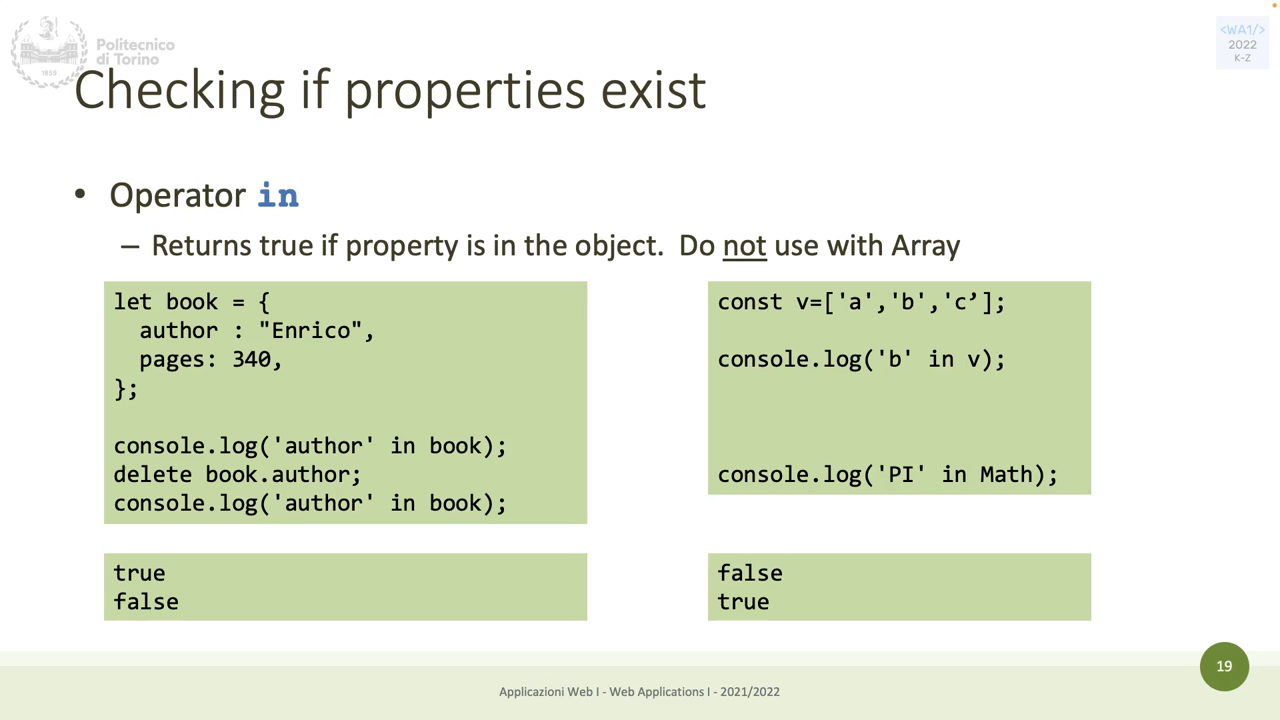 Politecnico
di Torino
1859
<WA1/>
2022
K-Z
Checking if properties exist
• Operator in
– Returns true if property is in the object. Do not use with Array
let book = {
  author : "Enrico",
  pages: 340,
};
console.log('author' in book);
delete book.author;
console.log('author' in book);
true
false
const v=['a','b','c’];
console.log('b' in v);
console.log('PI' in Math);
false
true
19
Applicazioni Web I - Web Applications I - 2021/2022